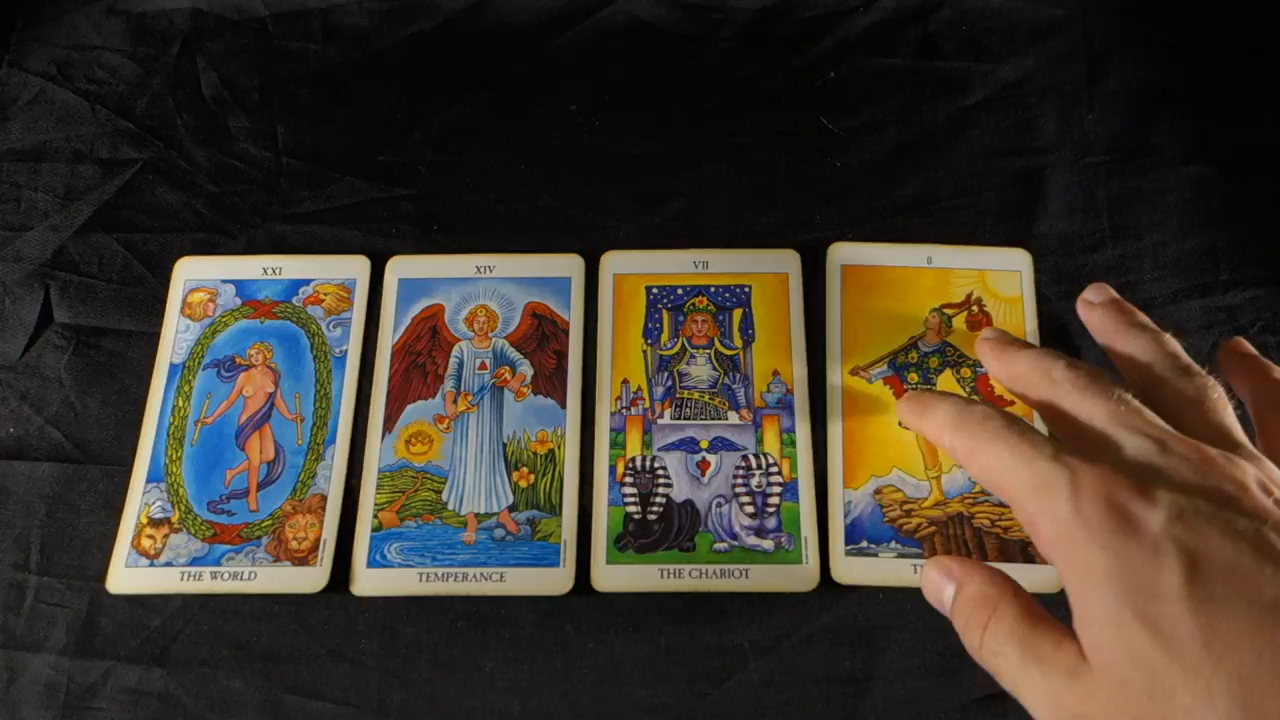 XXI
THE WORLD
XIV
TEMPERANCE
VII
THE CHARIOT
0